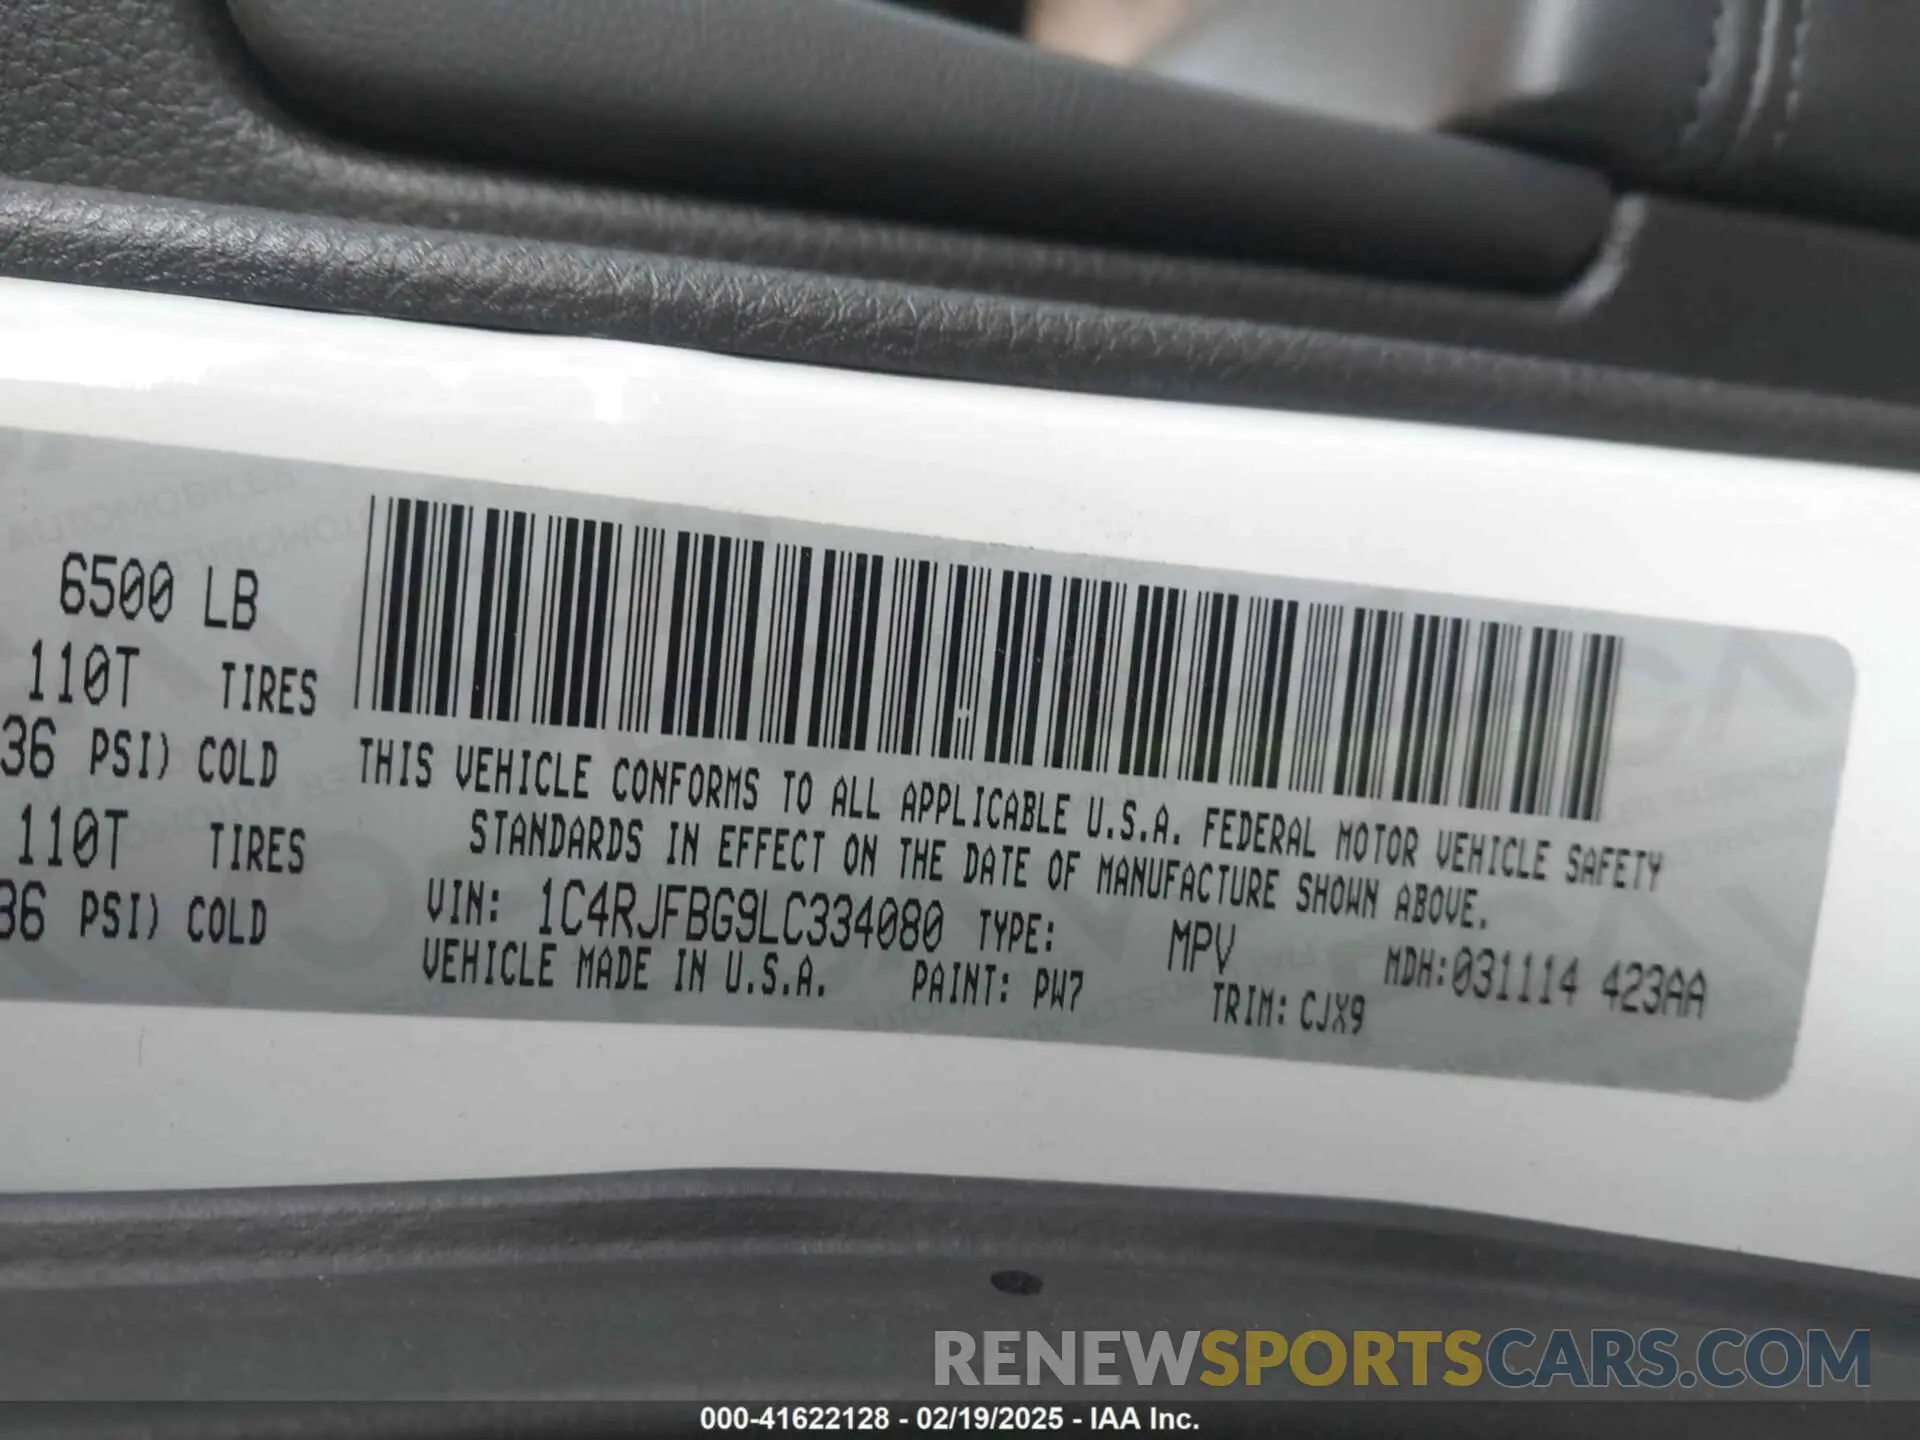 6500 LB
110T TIRES
36 PSI) COLD
110T TIRES
36 PSI) COLD
THIS VEHICLE CONFORMS TO ALL APPLICABLE U.S.A. FEDERAL MOTOR VEHICLE SAFETY
STANDARDS IN EFFECT ON THE DATE OF MANUFACTURE SHOWN ABOVE.
VIN: 1C4RJFBG9LC334080 TYPE: MPV MDH:031114 423AA
VEHICLE MADE IN U.S.A. PAINT: PW7 TRIM: CJX9
RENEWSPORTSCARS.COM
000-41622128 - 02/19/2025 - IAA Inc.